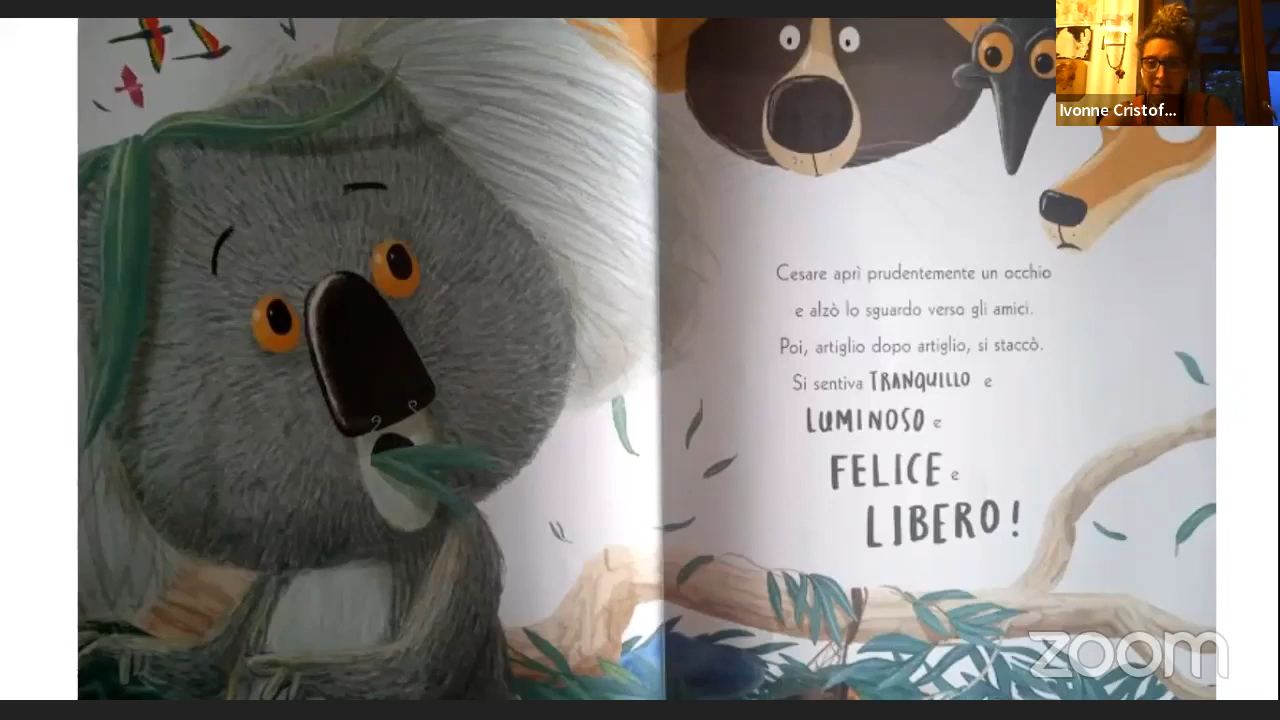 Ivonne Cristof...
Cesare aprì prudentemente un occhio
e alzò lo sguardo verso gli amici.
Poi, artiglio dopo artiglio, si staccò.
Si sentiva TRANQUILLO e
LUMINOSO e
FELICE e
LIBERO!
zoom